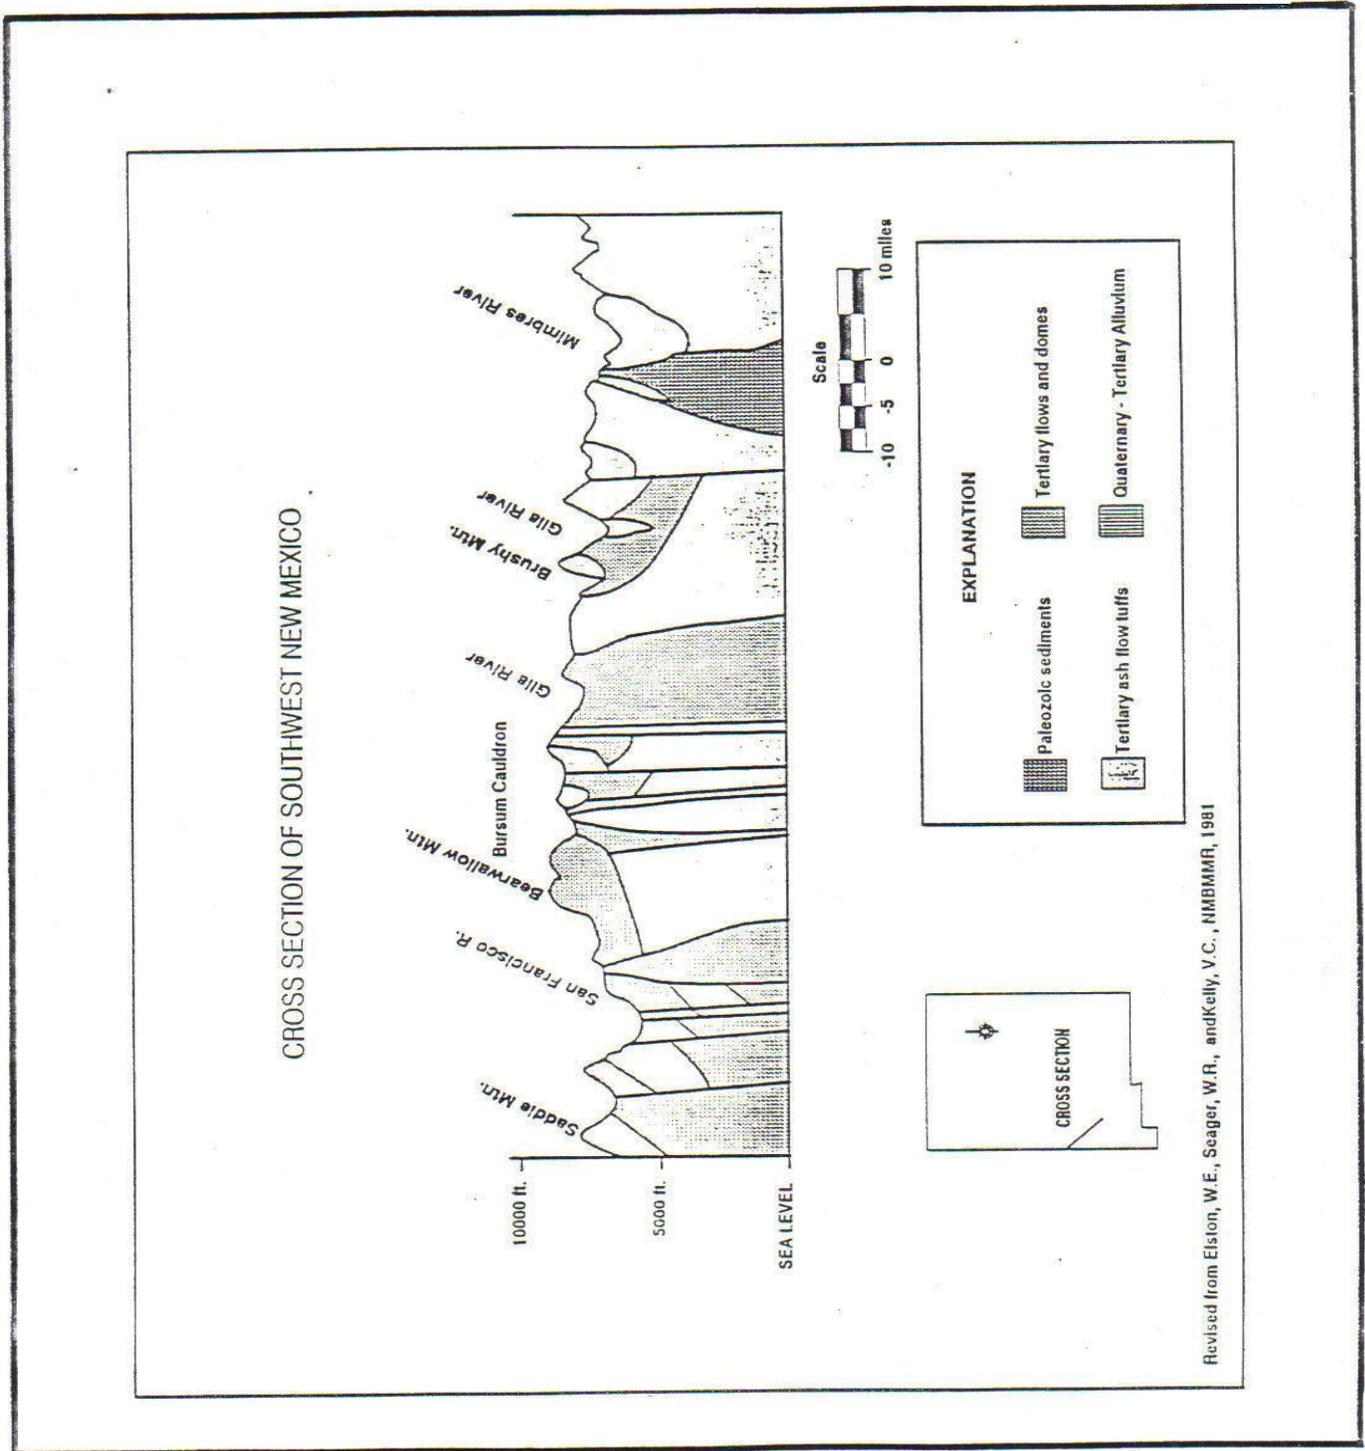 CROSS SECTION OF SOUTHWEST NEW MEXICO
Saddle Mtn.
San Francisco R.
Bearwallow Mtn.
Bursum Cauldron
Gila River
Brushy Mtn.
Gila River
Mimbres River
10000 ft.
5000 ft.
SEA LEVEL
Scale
-10 -5 0 10 miles
CROSS SECTION
EXPLANATION
Paleozoic sediments
Tertiary flows and domes
Tertiary ash flow tuffs
Quaternary - Tertiary Alluvium
Revised from Elston, W.E., Seager, W.R., andKelly, V.C., NMBMMR, 1981